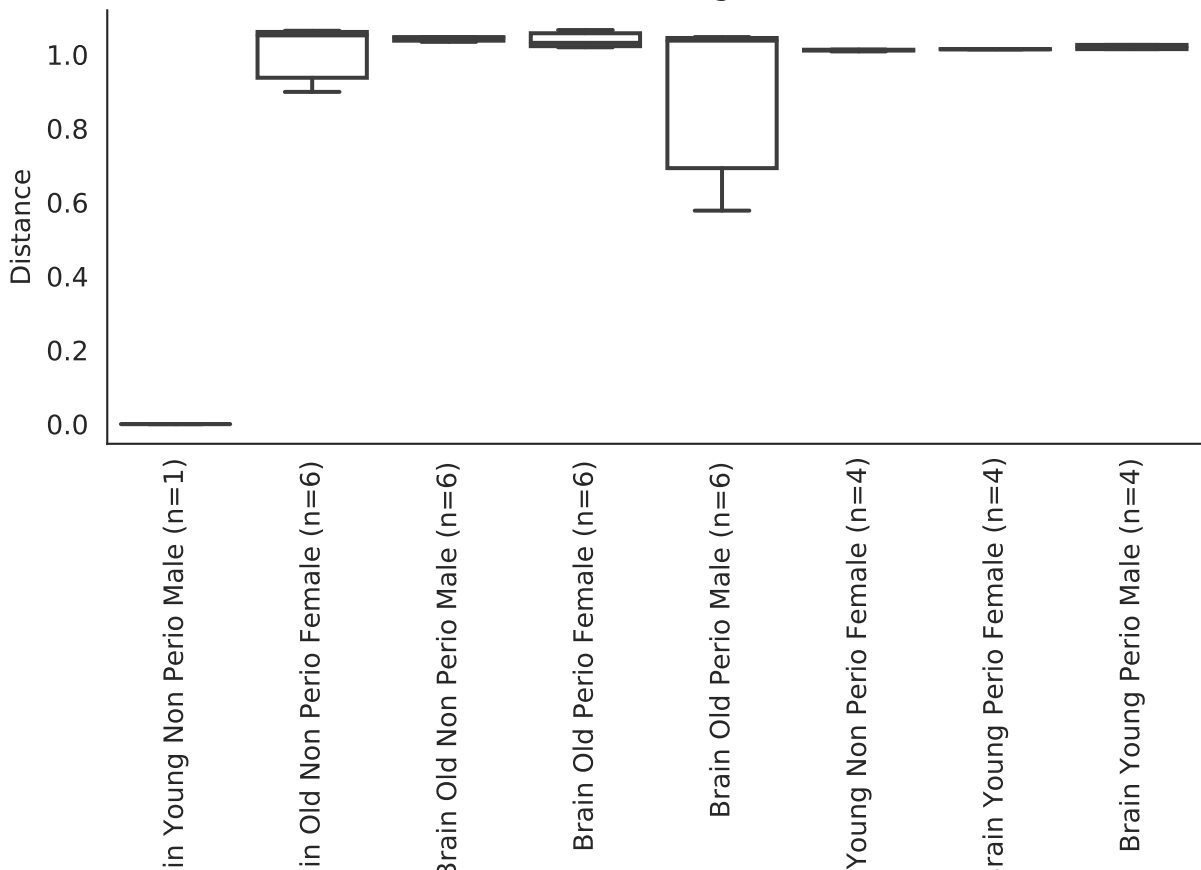 Distance
1.0
0.8
0.6
0.4
0.2
0.0
in Young Non Perio Male (n=1)
in Old Non Perio Female (n=6)
Brain Old Non Perio Male (n=6)
Brain Old Perio Female (n=6)
Brain Old Perio Male (n=6)
Young Non Perio Female (n=4)
rain Young Perio Female (n=4)
Brain Young Perio Male (n=4)